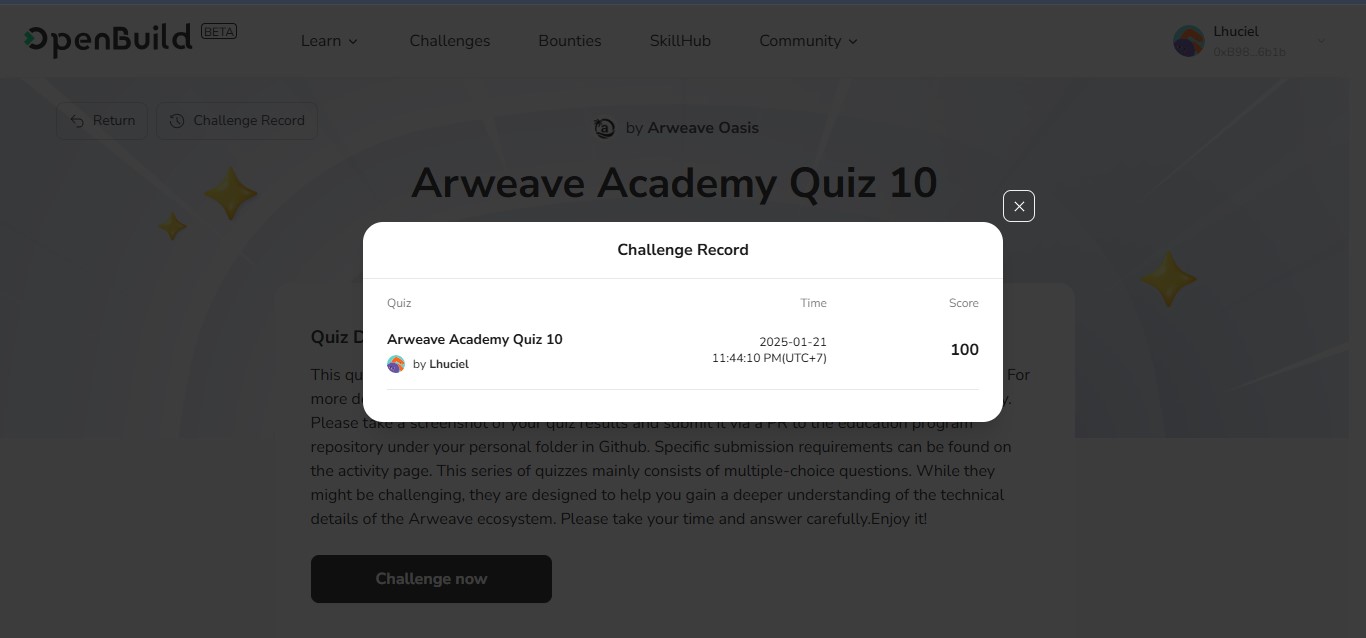 OpenBuild BETA
Learn Challenges Bounties SkillHub Community
Lhuciel
0xB98...6b1b
Return Challenge Record
by Arweave Oasis
Arweave Academy Quiz 10
Challenge Record
Quiz Time Score
Arweave Academy Quiz 10
by Lhuciel
2025-01-21
11:44:10 PM(UTC+7)
100
Quiz
This For
more
Please take a screenshot of your quiz results and submit it via a PR to the education program
repository under your personal folder in Github. Specific submission requirements can be found on
the activity page. This series of quizzes mainly consists of multiple-choice questions. While they
might be challenging, they are designed to help you gain a deeper understanding of the technical
details of the Arweave ecosystem. Please take your time and answer carefully.Enjoy it!
Challenge now